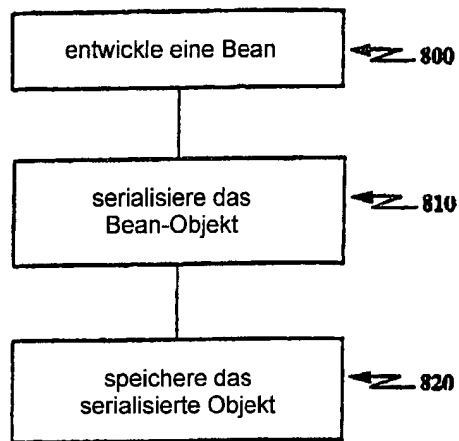 entwickle eine Bean
800
serialisiere das
Bean-Objekt
810
speichere das
serialisierte Objekt
820